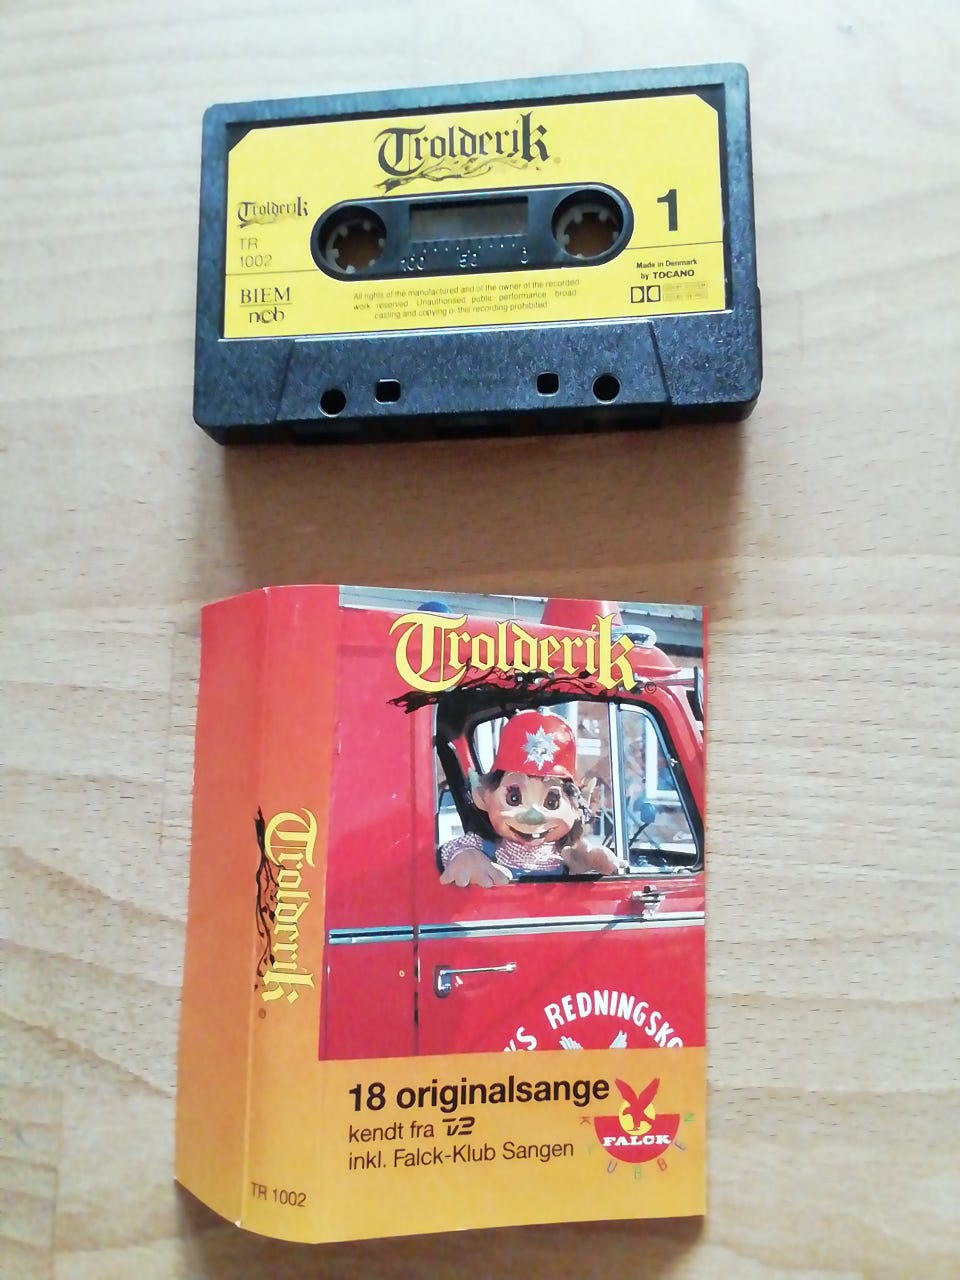 Trolderik
Trolderik
1
TR
1002
100 50 0
Made in Denmark
by TOCANO
BIEM
ncb
All rights of the manufactured and of the owner of the recorded
work reserved Unauthorised public performance broad
casting and copying of this recording prohibited
Trolderik
©
Trolderik
®
KS REDNINGSKO
18 originalsange
kendt fra tv2
inkl. Falck-Klub Sangen
FALCK
KLUBBEN
TR 1002